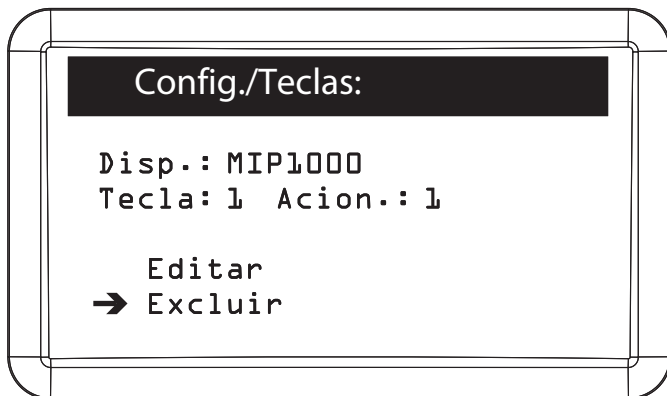 Config./Teclas:
Disp.: MIP1000
Tecla: 1 Acion.: 1
Editar
➔ Excluir